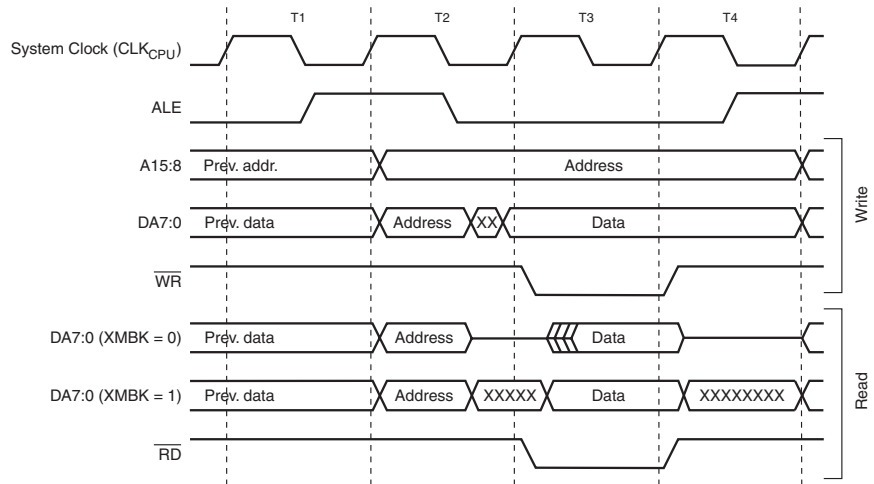 T1 T2 T3 T4
System Clock (CLKCPU)
ALE
A15:8 Prev. addr. Address
DA7:0 Prev. data Address XX Data
WR
Write
DA7:0 (XMBK = 0) Prev. data Address Data
DA7:0 (XMBK = 1) Prev. data Address XXXXX Data XXXXXXXX
RD
Read